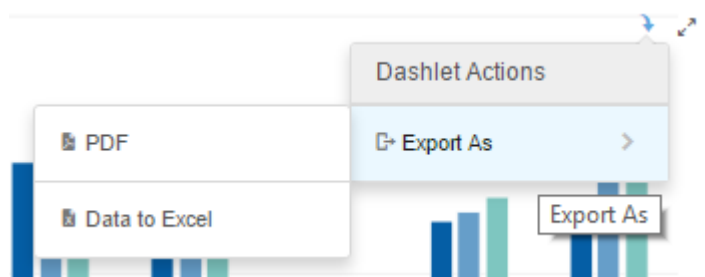 Dashlet Actions
PDF
Export As
Data to Excel
Export As